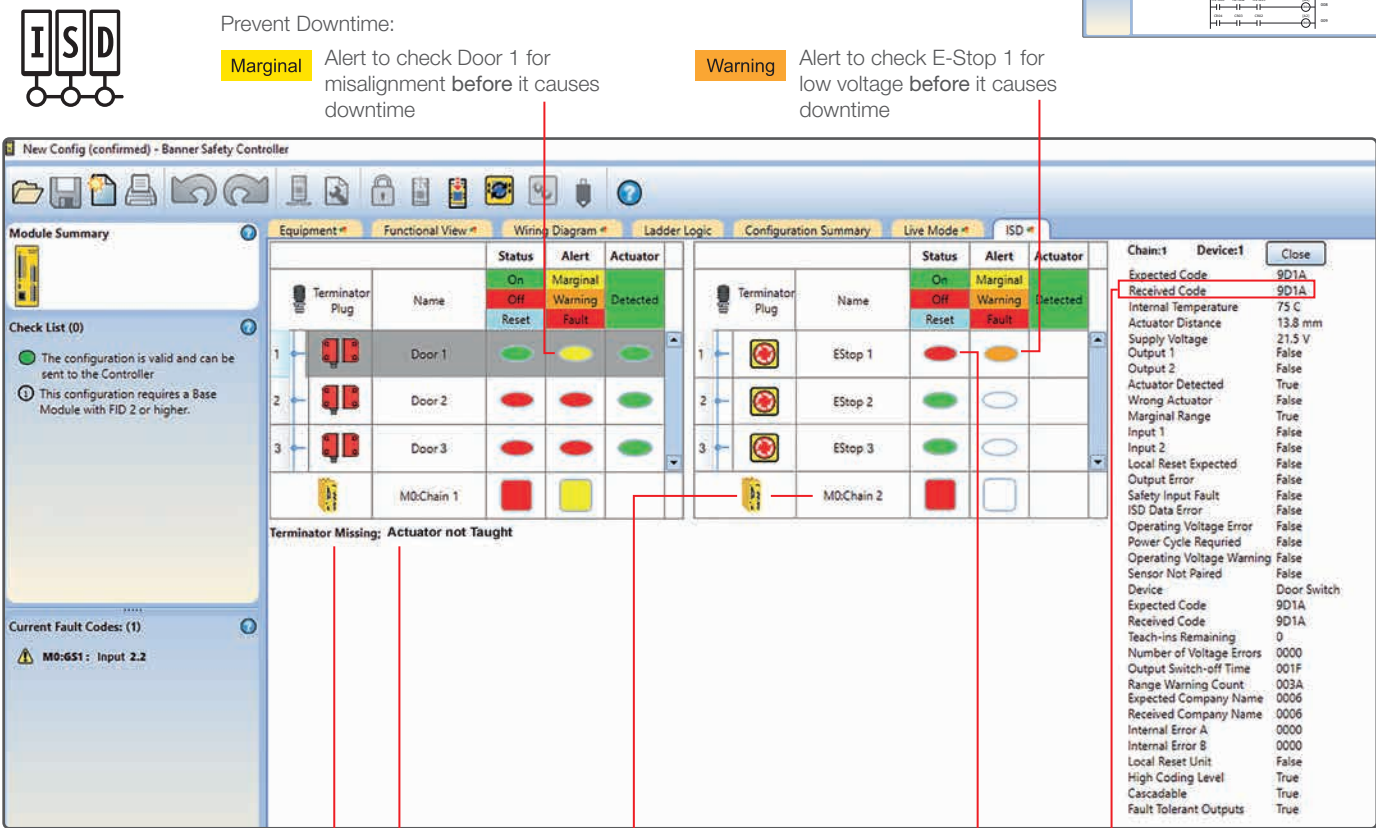 ISD
Prevent Downtime:
Marginal
Alert to check Door 1 for
misalignment before it causes
downtime
Warning
Alert to check E-Stop 1 for
low voltage before it causes
downtime
New Config (confirmed) - Banner Safety Controller
Module Summary
Check List (0)
The configuration is valid and can be
sent to the Controller
This configuration requires a Base
Module with FID 2 or higher.
Current Fault Codes: (1)
M0:GS1 : Input 2.2
Equipment
Functional View
Wiring Diagram
Ladder Logic
Configuration Summary
Live Mode
ISD
Status Alert Actuator
Terminator
Plug
Name
On Marginal
Off Warning Detected
Reset Fault
1 Door 1
2 Door 2
3 Door 3
M0:Chain 1
Terminator Missing; Actuator not Taught
Status Alert Actuator
Terminator
Plug
Name
On Marginal
Off Warning Detected
Reset Fault
1 EStop 1
2 EStop 2
3 EStop 3
M0:Chain 2
Chain:1 Device:1 Close
Expected Code 9D1A
Received Code 9D1A
Internal Temperature 75 C
Actuator Distance 13.8 mm
Supply Voltage 21.5 V
Output 1 False
Output 2 False
Actuator Detected True
Wrong Actuator False
Marginal Range True
Input 1 False
Input 2 False
Local Reset Expected False
Output Error False
Safety Input Fault False
ISD Data Error False
Operating Voltage Error False
Power Cycle Requried False
Operating Voltage Warning False
Sensor Not Paired False
Device Door Switch
Expected Code 9D1A
Received Code 9D1A
Teach-ins Remaining 0
Number of Voltage Errors 0000
Output Switch-off Time 001F
Range Warning Count 003A
Expected Company Name 0006
Received Company Name 0006
Internal Error A 0000
Internal Error B 0000
Local Reset Unit False
High Coding Level True
Cascadable True
Fault Tolerant Outputs True